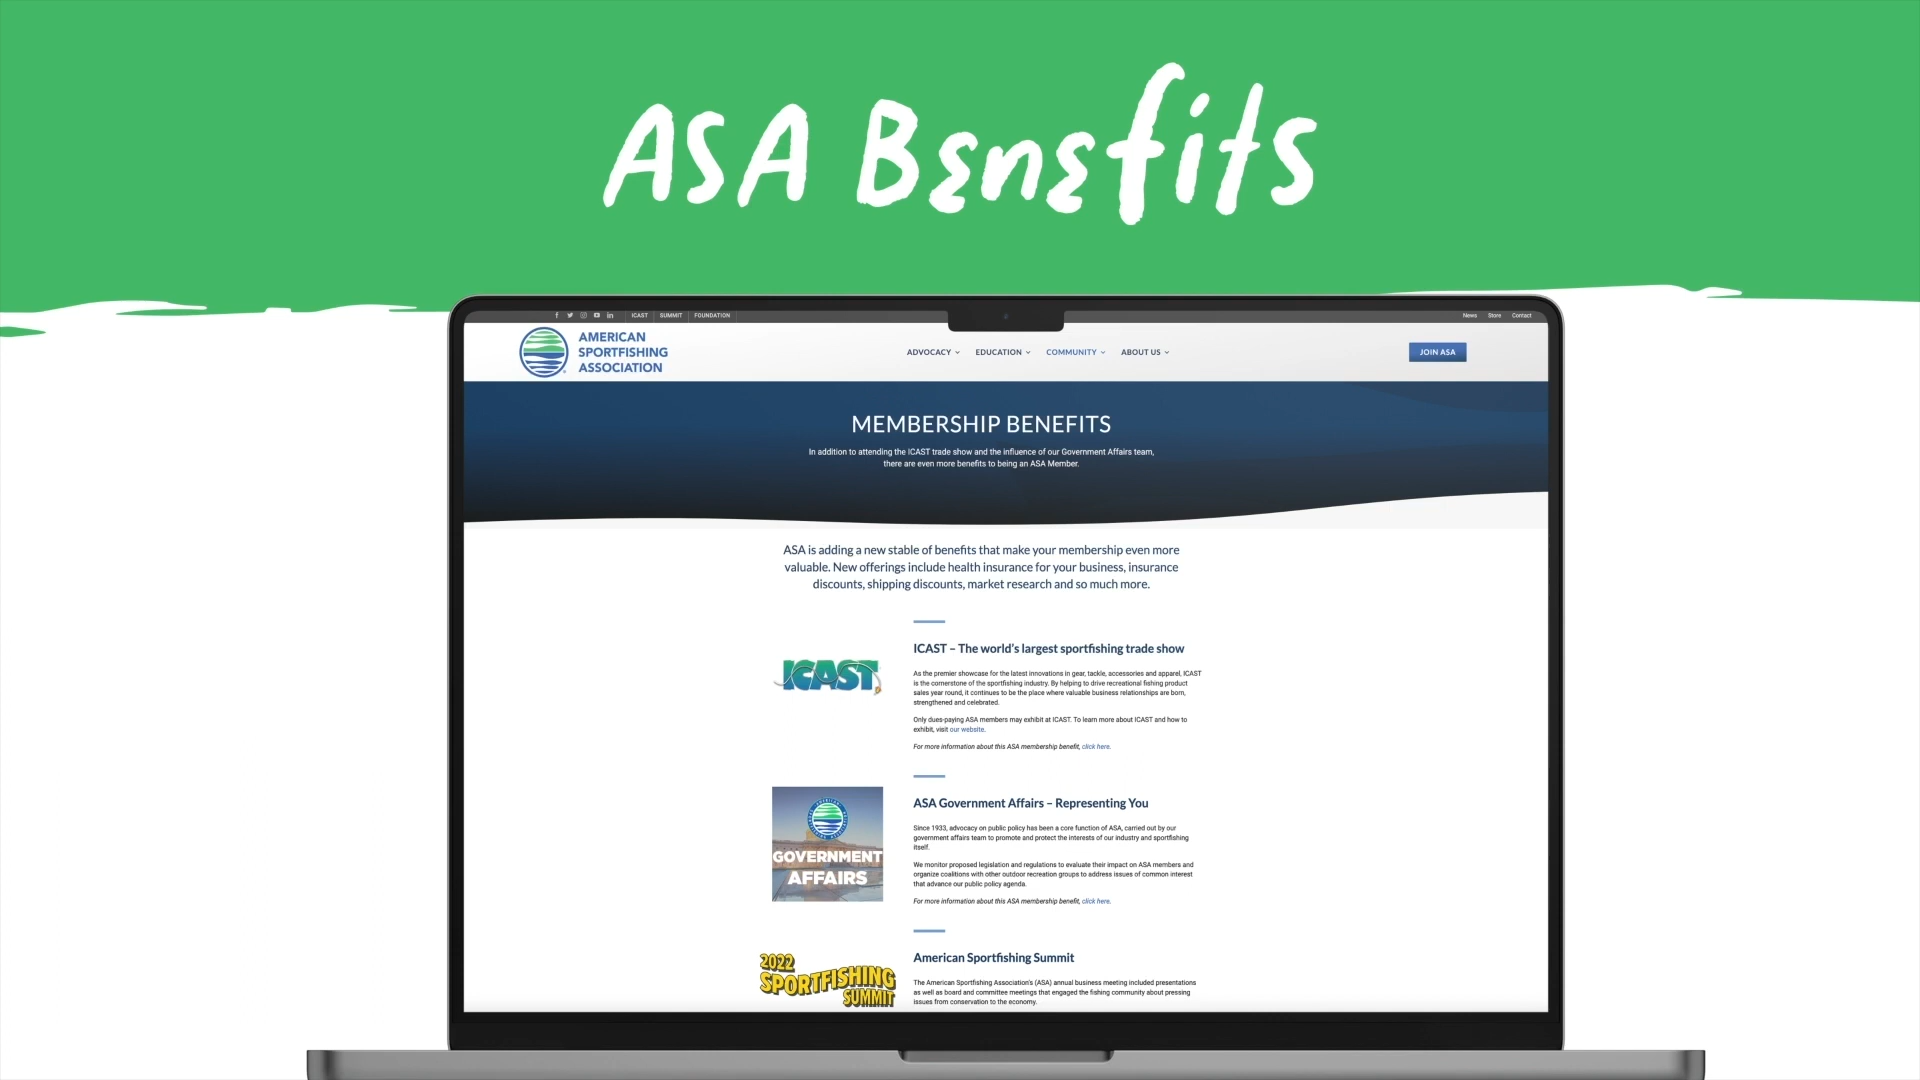 ASA Benefits
ICAST SUMMIT FOUNDATION
News Store Contact
AMERICAN
SPORTFISHING
ASSOCIATION
ADVOCACY EDUCATION COMMUNITY ABOUT US
JOIN ASA
MEMBERSHIP BENEFITS
In addition to attending the ICAST trade show and the influence of our Government Affairs team,
there are even more benefits to being an ASA Member.
ASA is adding a new stable of benefits that make your membership even more
valuable. New offerings include health insurance for your business, insurance
discounts, shipping discounts, market research and so much more.
ICAST
ICAST – The world's largest sportfishing trade show
As the premier showcase for the latest innovations in gear, tackle, accessories and apparel, ICAST
is the cornerstone of the sportfishing industry. By helping to drive recreational fishing product
sales year round, it continues to be the place where valuable business relationships are born,
strengthened and celebrated.
Only dues-paying ASA members may exhibit at ICAST. To learn more about ICAST and how to
exhibit, visit our website.
For more information about this ASA membership benefit, click here.
GOVERNMENT
AFFAIRS
ASA Government Affairs – Representing You
Since 1933, advocacy on public policy has been a core function of ASA, carried out by our
government affairs team to promote and protect the interests of our industry and sportfishing
itself.
We monitor proposed legislation and regulations to evaluate their impact on ASA members and
organize coalitions with other outdoor recreation groups to address issues of common interest
that advance our public policy agenda.
For more information about this ASA membership benefit, click here.
2022
SPORTFISHING
SUMMIT
American Sportfishing Summit
The American Sportfishing Association's (ASA) annual business meeting included presentations
as well as board and committee meetings that engaged the fishing community about pressing
issues from conservation to the economy.